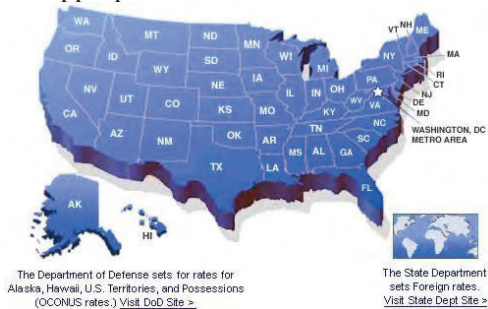 WA
MT
ND
MN
VT
NH
ME
OR
ID
SD
WI
NY
MA
WY
MI
RI
CT
NV
UT
NE
IA
IL
IN
OH
PA
NJ
DE
MD
CA
CO
KS
MO
KY
WV
VA
WASHINGTON, DC
METRO AREA
AZ
NM
OK
AR
TN
NC
SC
TX
LA
MS
AL
GA
FL
AK
HI
The Department of Defense sets for rates for
Alaska, Hawaii, U.S. Territories, and Possessions
(OCONUS rates.) Visit DoD Site >
The State Department
sets Foreign rates.
Visit State Dept Site >